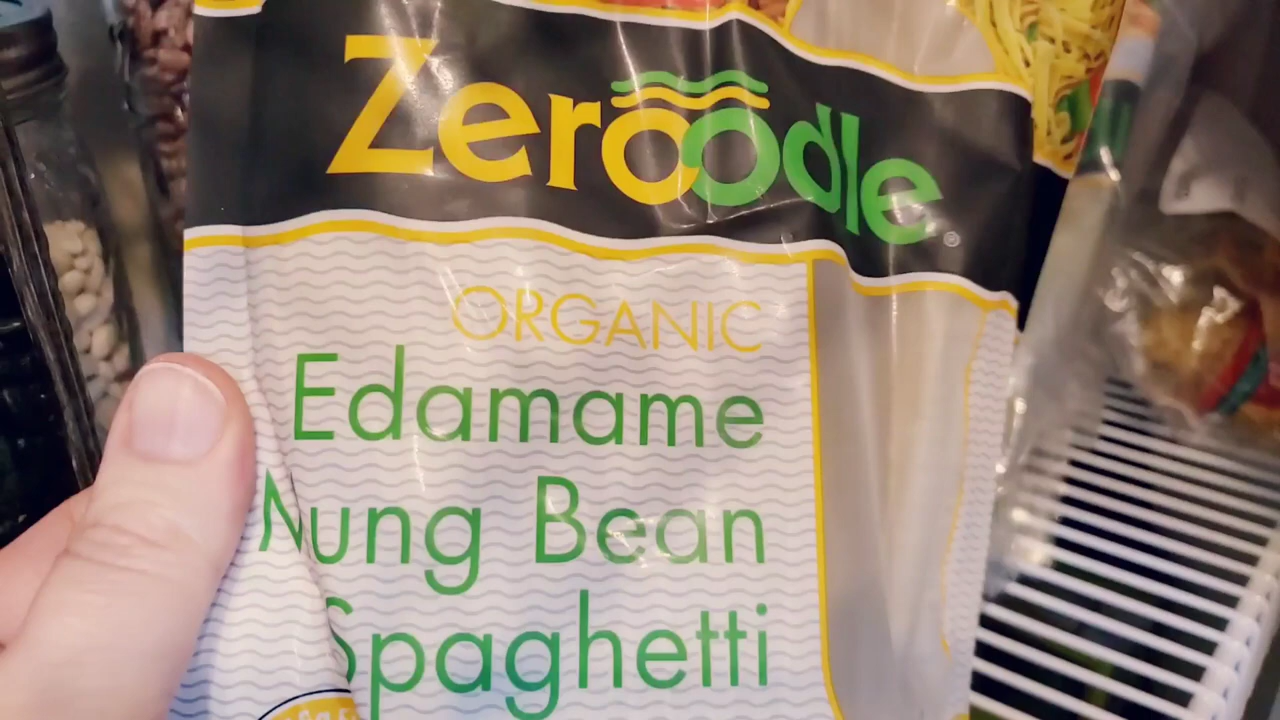 Zeroodle®
ORGANIC
Edamame
Mung Bean
Spaghetti